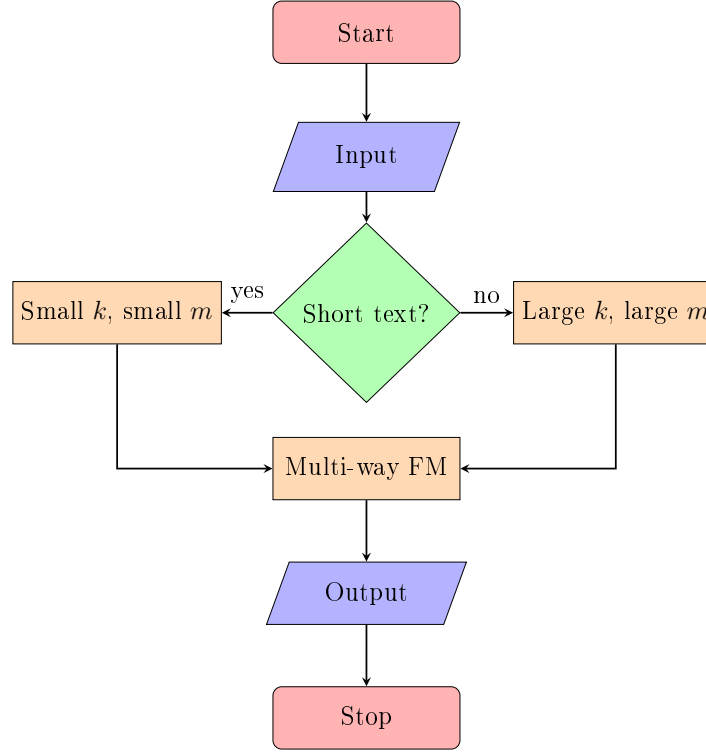 Start
Input
yes
no
Small k, small m
Short text?
Large k, large m
Multi-way FM
Output
Stop